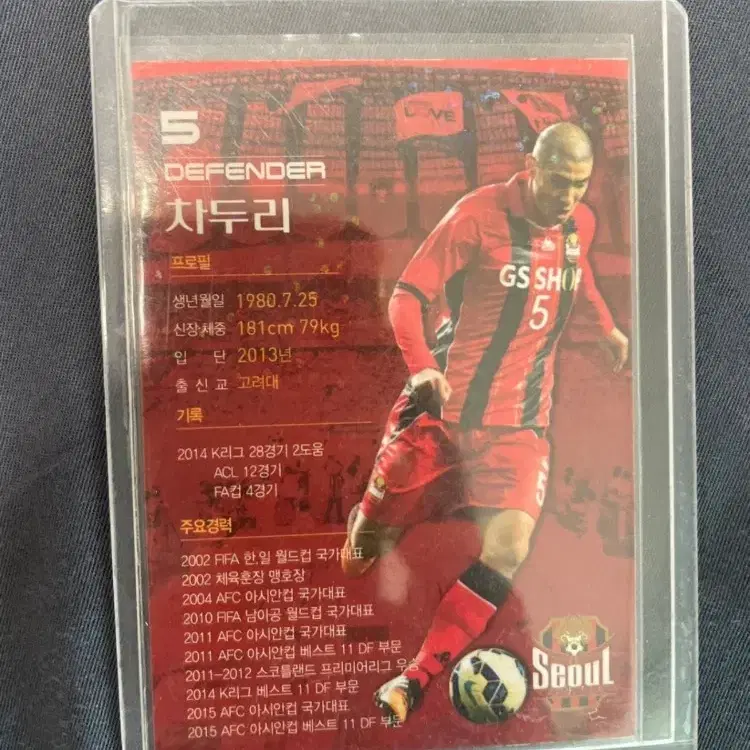 5
DEFENDER
차두리
프로필
생년월일 1980.7.25
신장,체중 181cm 79kg
입 단 2013년
출 신 교 고려대
기록
2014 K리그 28경기 2도움
ACL 12경기
FA컵 4경기
주요경력
2002 FIFA 한,일 월드컵 국가대표
2002 체육훈장 맹호장
2004 AFC 아시안컵 국가대표
2010 FIFA 남아공 월드컵 국가대표
2011 AFC 아시안컵 국가대표
2011 AFC 아시안컵 베스트 11 DF 부문
2011-2012 스코틀랜드 프리미어리그 우승
2014 K리그 베스트 11 DF 부문
2015 AFC 아시안컵 국가대표
2015 AFC 아시안컵 베스트 11 DF 부문
LOVE
GS SHOP
5
SeouL